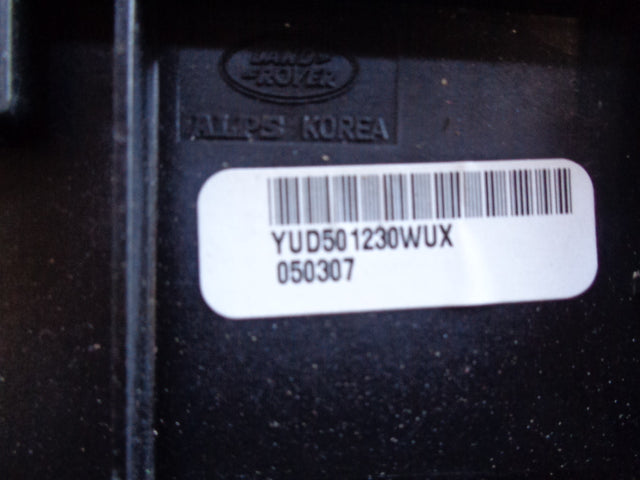 LAND
ROVER
ALPS KOREA
YUD501230WUX
050307